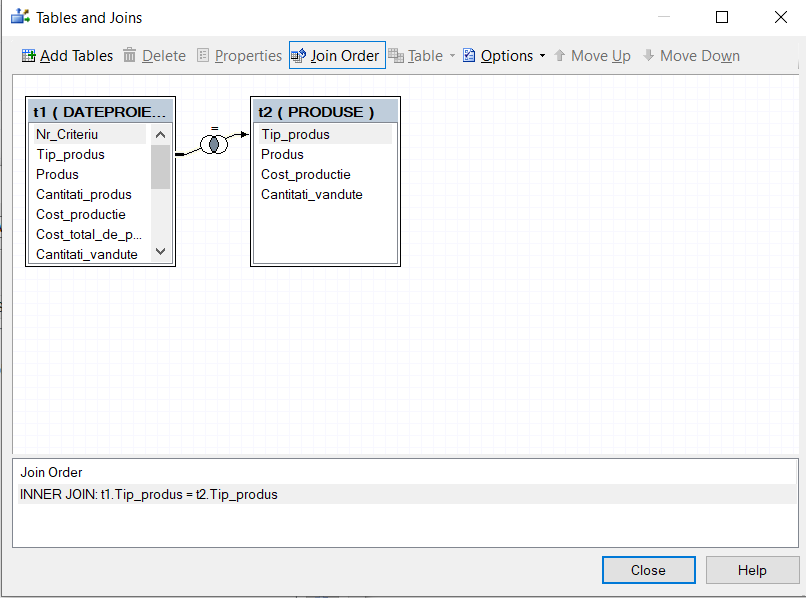 Tables and Joins
Add Tables Delete Properties Join Order Table Options Move Up Move Down
t1 ( DATEPROIE...
Nr_Criteriu
Tip_produs
Produs
Cantitati_produs
Cost_productie
Cost_total_de_p...
Cantitati_vandute
=
t2 ( PRODUSE )
Tip_produs
Produs
Cost_productie
Cantitati_vandute
Join Order
INNER JOIN: t1.Tip_produs = t2.Tip_produs
Close Help